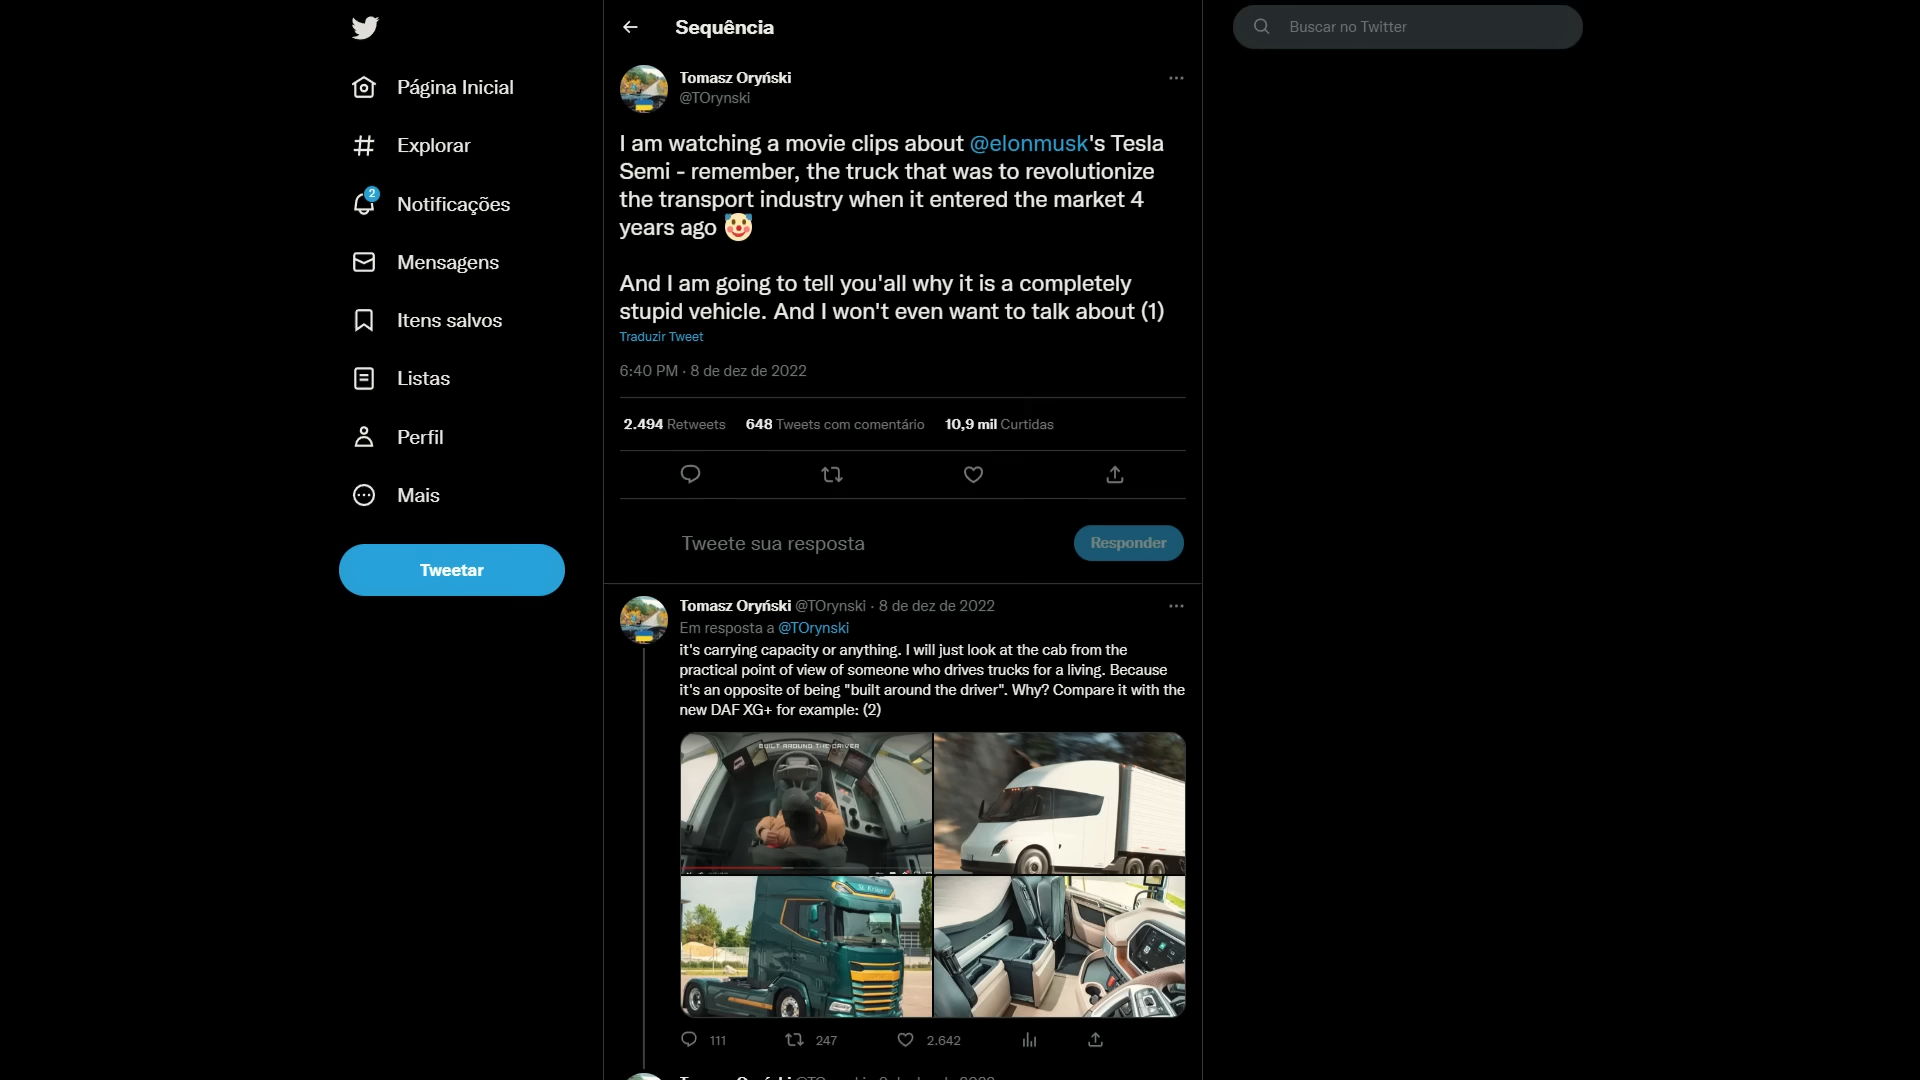 Sequência
Buscar no Twitter
Página Inicial
Explorar
2
Notificações
Mensagens
Itens salvos
Listas
Perfil
Mais
Tweetar
Tomasz Oryński
@TOrynski
I am watching a movie clips about @elonmusk's Tesla
Semi - remember, the truck that was to revolutionize
the transport industry when it entered the market 4
years ago 🤡
And I am going to tell you'all why it is a completely
stupid vehicle. And I won't even want to talk about (1)
Traduzir Tweet
6:40 PM · 8 de dez de 2022
2.494 Retweets 648 Tweets com comentário 10,9 mil Curtidas
Tweete sua resposta
Responder
Tomasz Oryński @TOrynski · 8 de dez de 2022
Em resposta a @TOrynski
it's carrying capacity or anything. I will just look at the cab from the
practical point of view of someone who drives trucks for a living. Because
it's an opposite of being "built around the driver". Why? Compare it with the
new DAF XG+ for example: (2)
BUILT AROUND THE DRIVER
St. Krüger
111 247 2.642